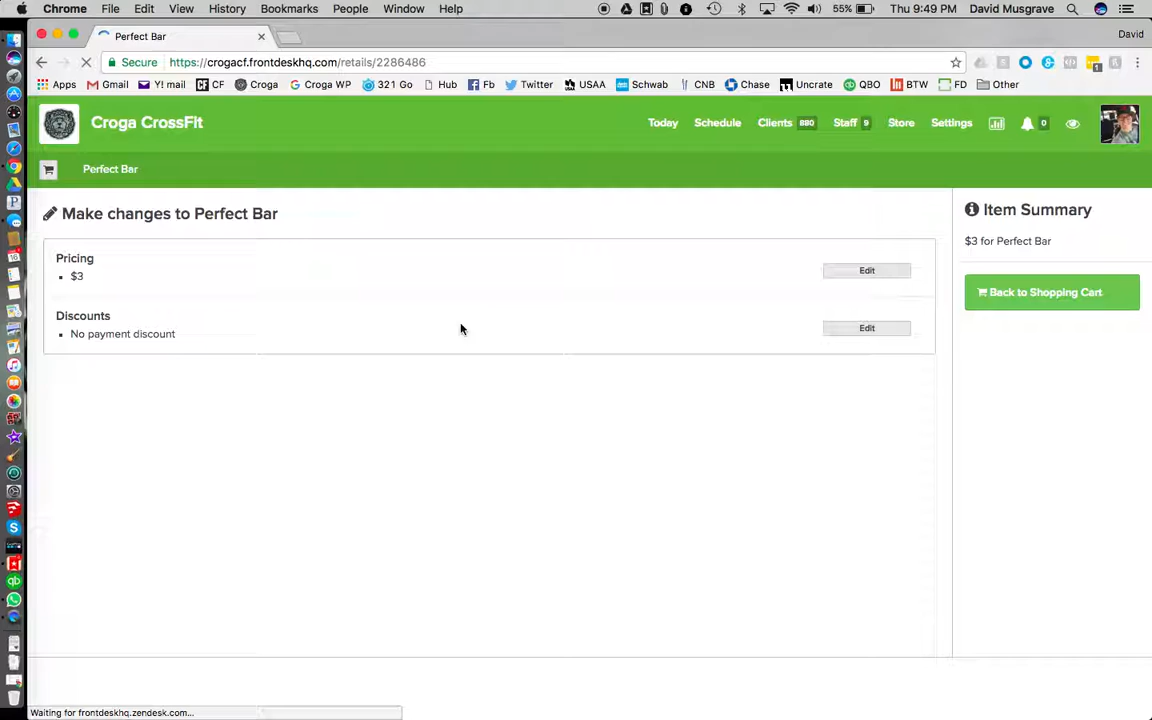 Chrome File Edit View History Bookmarks People Window Help 55% Thu 9:49 PM David Musgrave
Perfect Bar David
Secure https://crogacf.frontdeskhq.com/retails/2286486
Apps Gmail Y! mail CF Croga Croga WP 321 Go Hub Fb Twitter USAA Schwab CNB Chase Uncrate QBO BTW FD Other
Croga CrossFit Today Schedule Clients 880 Staff 9 Store Settings 0
Perfect Bar
Make changes to Perfect Bar
Item Summary
Pricing
$3
Edit
$3 for Perfect Bar
Back to Shopping Cart
Discounts
No payment discount
Edit
Waiting for frontdeskhq.zendesk.com...